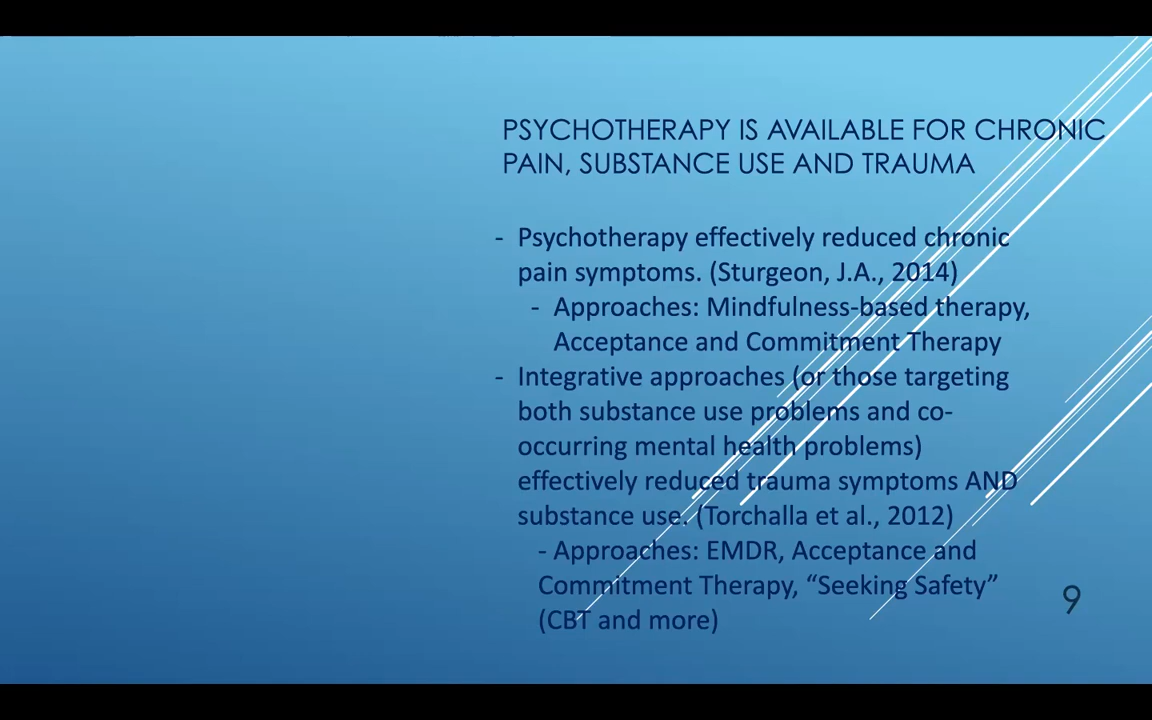 PSYCHOTHERAPY IS AVAILABLE FOR CHRONIC
PAIN, SUBSTANCE USE AND TRAUMA
- Psychotherapy effectively reduced chronic
pain symptoms. (Sturgeon, J.A., 2014)
- Approaches: Mindfulness-based therapy,
Acceptance and Commitment Therapy
- Integrative approaches (or those targeting
both substance use problems and co-
occurring mental health problems)
effectively reduced trauma symptoms AND
substance use. (Torchalla et al., 2012)
- Approaches: EMDR, Acceptance and
Commitment Therapy, “Seeking Safety”
(CBT and more)
9